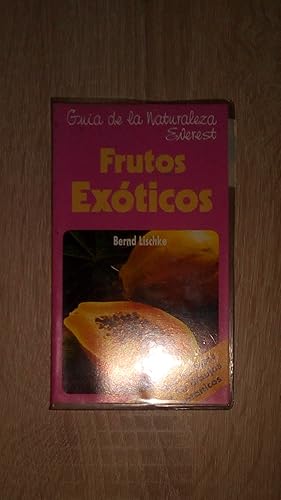 Guía de la Naturaleza
Everest
Frutos
Exóticos
Bernd Lischke